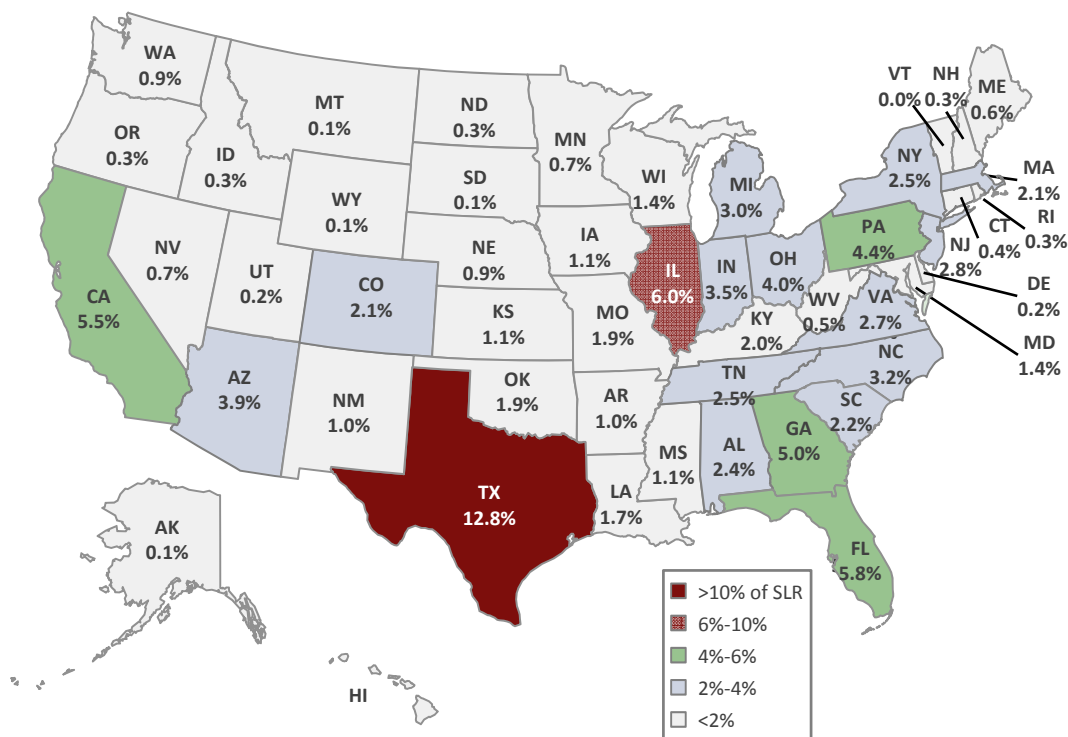 WA
0.9%
OR
0.3%
ID
0.3%
MT
0.1%
ND
0.3%
MN
0.7%
SD
0.1%
WI
1.4%
WY
0.1%
NE
0.9%
IA
1.1%
CA
5.5%
NV
0.7%
UT
0.2%
CO
2.1%
KS
1.1%
MO
1.9%
IL
6.0%
IN
3.5%
MI
3.0%
OH
4.0%
KY
2.0%
WV
0.5%
VA
2.7%
PA
4.4%
NY
2.5%
VT
0.0%
NH
0.3%
ME
0.6%
MA
2.1%
RI
0.3%
CT
0.4%
NJ
2.8%
DE
0.2%
MD
1.4%
AZ
3.9%
NM
1.0%
OK
1.9%
AR
1.0%
TN
2.5%
NC
3.2%
SC
2.2%
GA
5.0%
AL
2.4%
MS
1.1%
LA
1.7%
TX
12.8%
FL
5.8%
AK
0.1%
HI
>10% of SLR
6%-10%
4%-6%
2%-4%
<2%